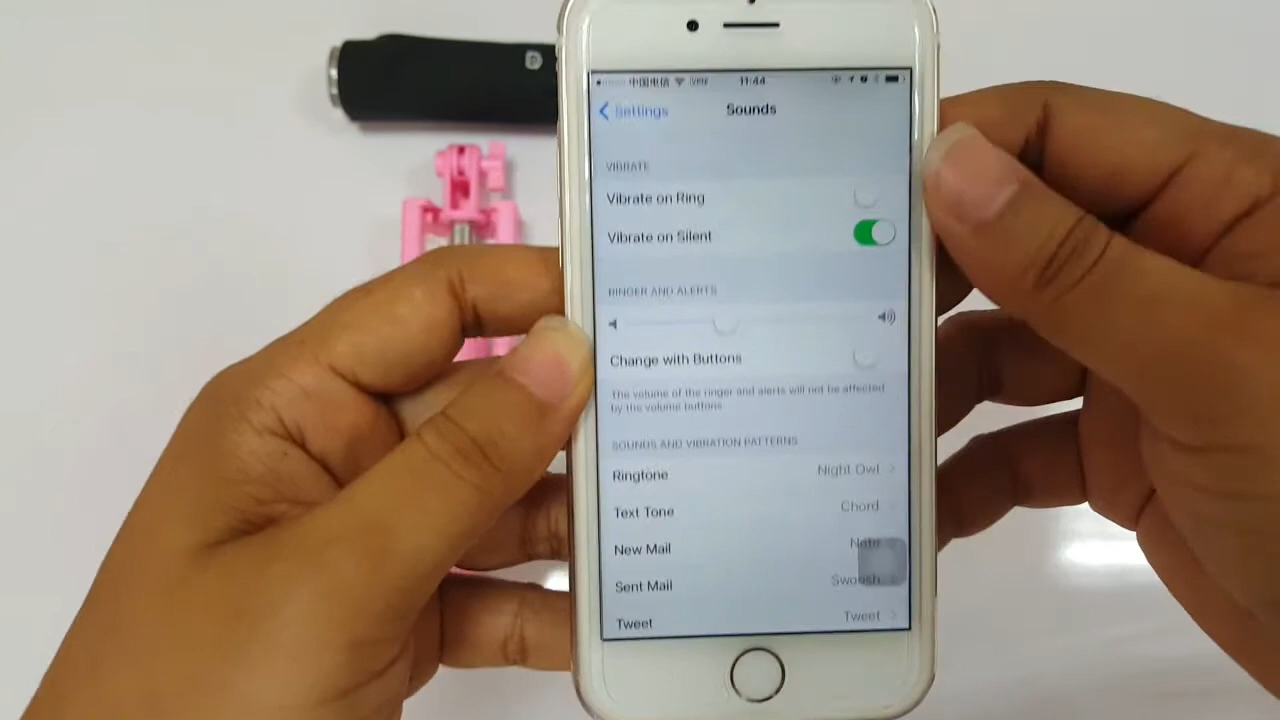 中国电信
11:44
Settings
Sounds
VIBRATE
Vibrate on Ring
Vibrate on Silent
RINGER AND ALERTS
Change with Buttons
The volume of the ringer and alerts will not be affected
by the volume buttons.
SOUNDS AND VIBRATION PATTERNS
Ringtone Night Owl
Text Tone Chord
New Mail Note
Sent Mail Swoosh
Tweet Tweet